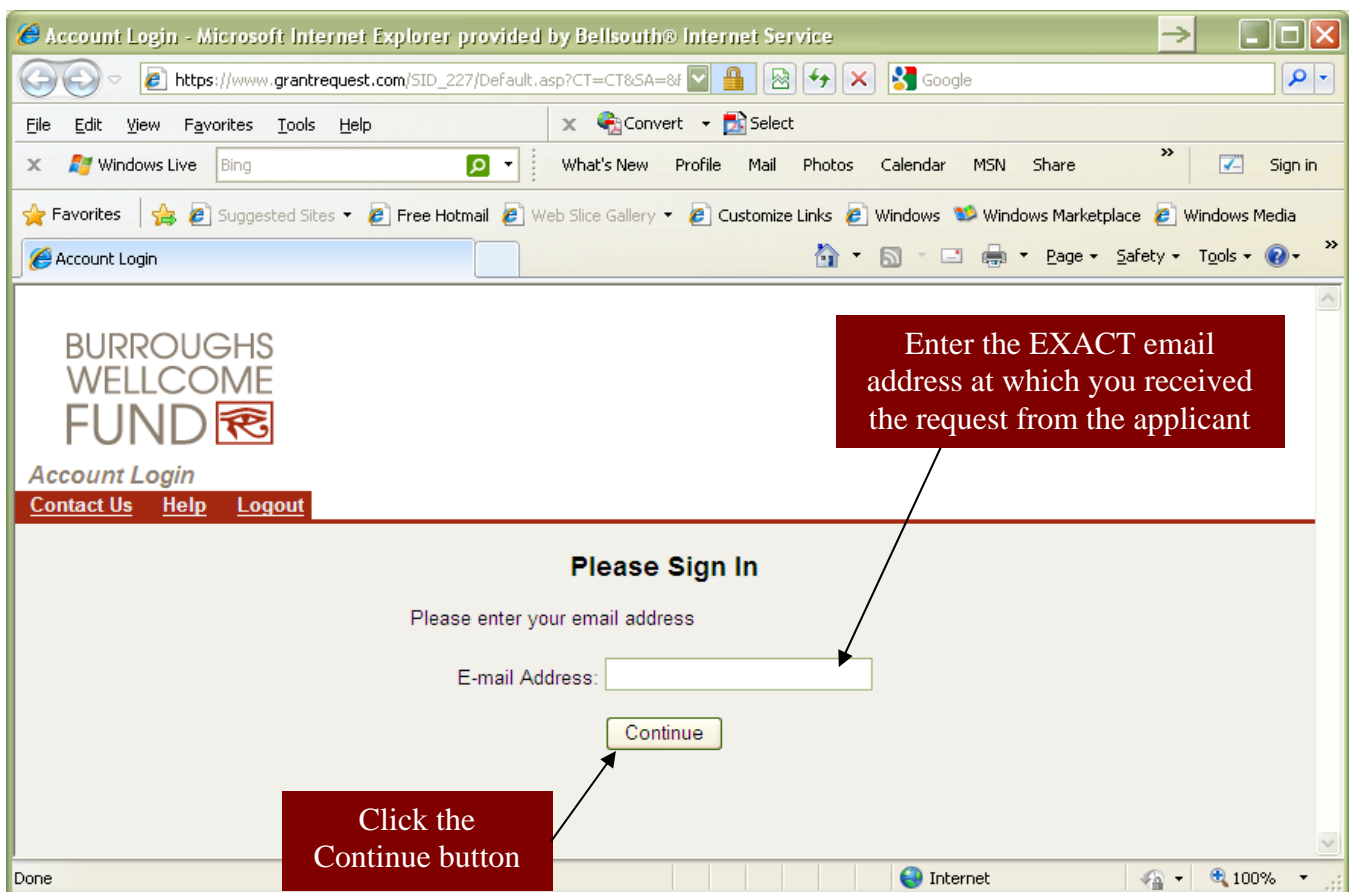 Account Login - Microsoft Internet Explorer provided by Bellsouth® Internet Service
https://www.grantrequest.com/SID_227/Default.asp?CT=CT&SA=&f
Google
File Edit View Favorites Tools Help
x Convert Select
x Windows Live Bing What's New Profile Mail Photos Calendar MSN Share » Sign in
Favorites Suggested Sites Free Hotmail Web Slice Gallery Customize Links Windows Windows Marketplace Windows Media
Account Login Page Safety Tools »
BURROUGHS
WELLCOME
FUND
Enter the EXACT email
address at which you received
the request from the applicant
Account Login
Contact Us Help Logout
Please Sign In
Please enter your email address
E-mail Address:
Continue
Click the
Continue button
Done Internet 100%